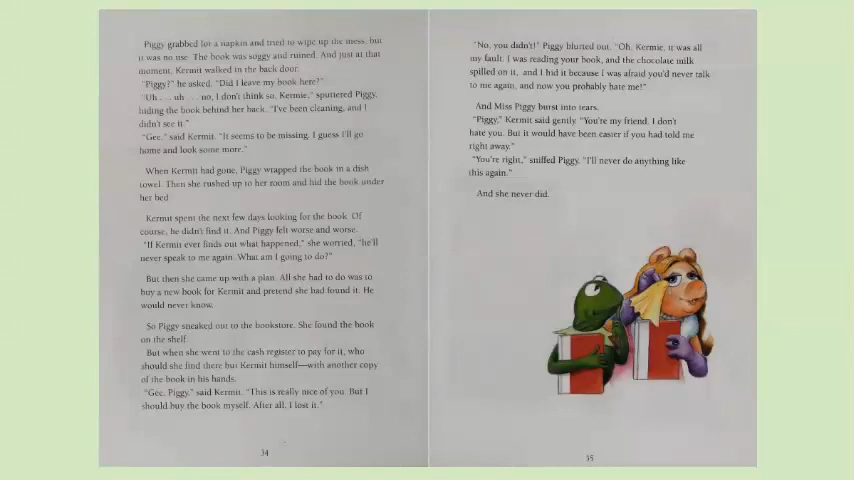 Piggy grabbed for a napkin and tried to wipe up the mess, but
it was no use. The book was soggy and ruined. And just at that
moment, Kermit walked in the back door.
"Piggy?" he asked. "Did I leave my book here?"
"Uh . . . uh . . . no, I don't think so, Kermie," sputtered Piggy,
hiding the book behind her back. "I've been cleaning, and I
didn't see it."
"Gee," said Kermit. "It seems to be missing. I guess I'll go
home and look some more."
When Kermit had gone, Piggy wrapped the book in a dish
towel. Then she rushed up to her room and hid the book under
her bed.
Kermit spent the next few days looking for the book. Of
course, he didn't find it. And Piggy felt worse and worse.
"If Kermit ever finds out what happened," she worried, "he'll
never speak to me again. What am I going to do?"
But then she came up with a plan. All she had to do was to
buy a new book for Kermit and pretend she had found it. He
would never know.
So Piggy sneaked out to the bookstore. She found the book
on the shelf.
But when she went to the cash register to pay for it, who
should she find there but Kermit himself—with another copy
of the book in his hands.
"Gee, Piggy," said Kermit. "This is really nice of you. But I
should buy the book myself. After all, I lost it."
34
"No, you didn't!" Piggy blurted out. "Oh, Kermie, it was all
my fault. I was reading your book, and the chocolate milk
spilled on it, and I hid it because I was afraid you'd never talk
to me again, and now you probably hate me!"
And Miss Piggy burst into tears.
"Piggy," Kermit said gently. "You're my friend. I don't
hate you. But it would have been easier if you had told me
right away."
"You're right," sniffed Piggy. "I'll never do anything like
this again."
And she never did.
35